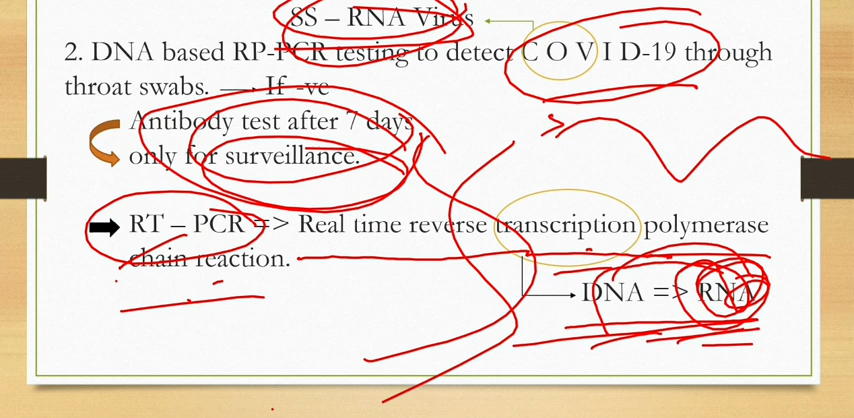 SS – RNA Virus
2. DNA based RP-PCR testing to detect C O V I D-19 through
throat swabs. If -ve
Antibody test after 7 days
only for surveillance.
RT – PCR => Real time reverse transcription polymerase
chain reaction.
DNA => RNA